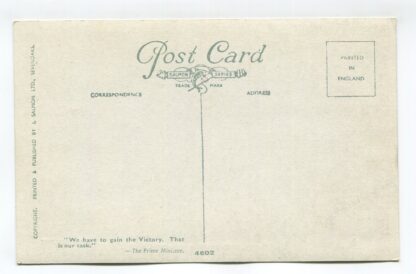 Post Card
SALMON SERIES
TRADE MARK
PRINTED
IN
ENGLAND
CORRESPONDENCE
ADDRESS
COPYRIGHT. PRINTED & PUBLISHED BY J. SALMON LTD., SEVENOAKS.
"We have to gain the Victory. That
is our task."
— The Prime Minister.
4602